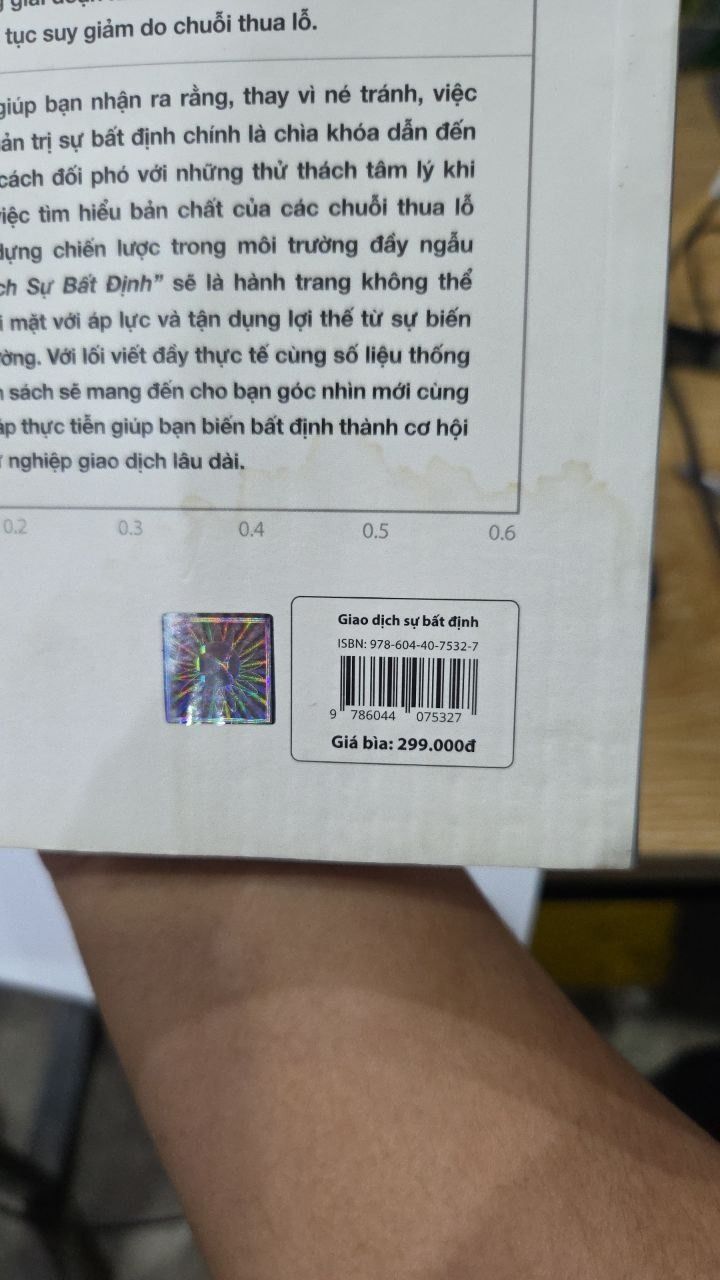 tục suy giảm do chuỗi thua lỗ.
giúp bạn nhận ra rằng, thay vì né tránh, việc
sự bất định chính là chìa khóa dẫn đến
cách đối phó với những thử thách tâm lý khi
tìm hiểu bản chất của các chuỗi thua lỗ
chiến lược trong môi trường đầy ngẫu
Sự Bất Định” sẽ là hành trang không thể
mặt với áp lực và tận dụng lợi thế từ sự biến
Với lối viết đầy thực tế cùng số liệu thống
sách sẽ mang đến cho bạn góc nhìn mới cùng
thực tiễn giúp bạn biến bất định thành cơ hội
nghiệp giao dịch lâu dài.
0.2 0.3 0.4 0.5 0.6
Giao dịch sự bất định
ISBN: 978-604-40-7532-7
9 786044 075327
Giá bìa: 299.000đ